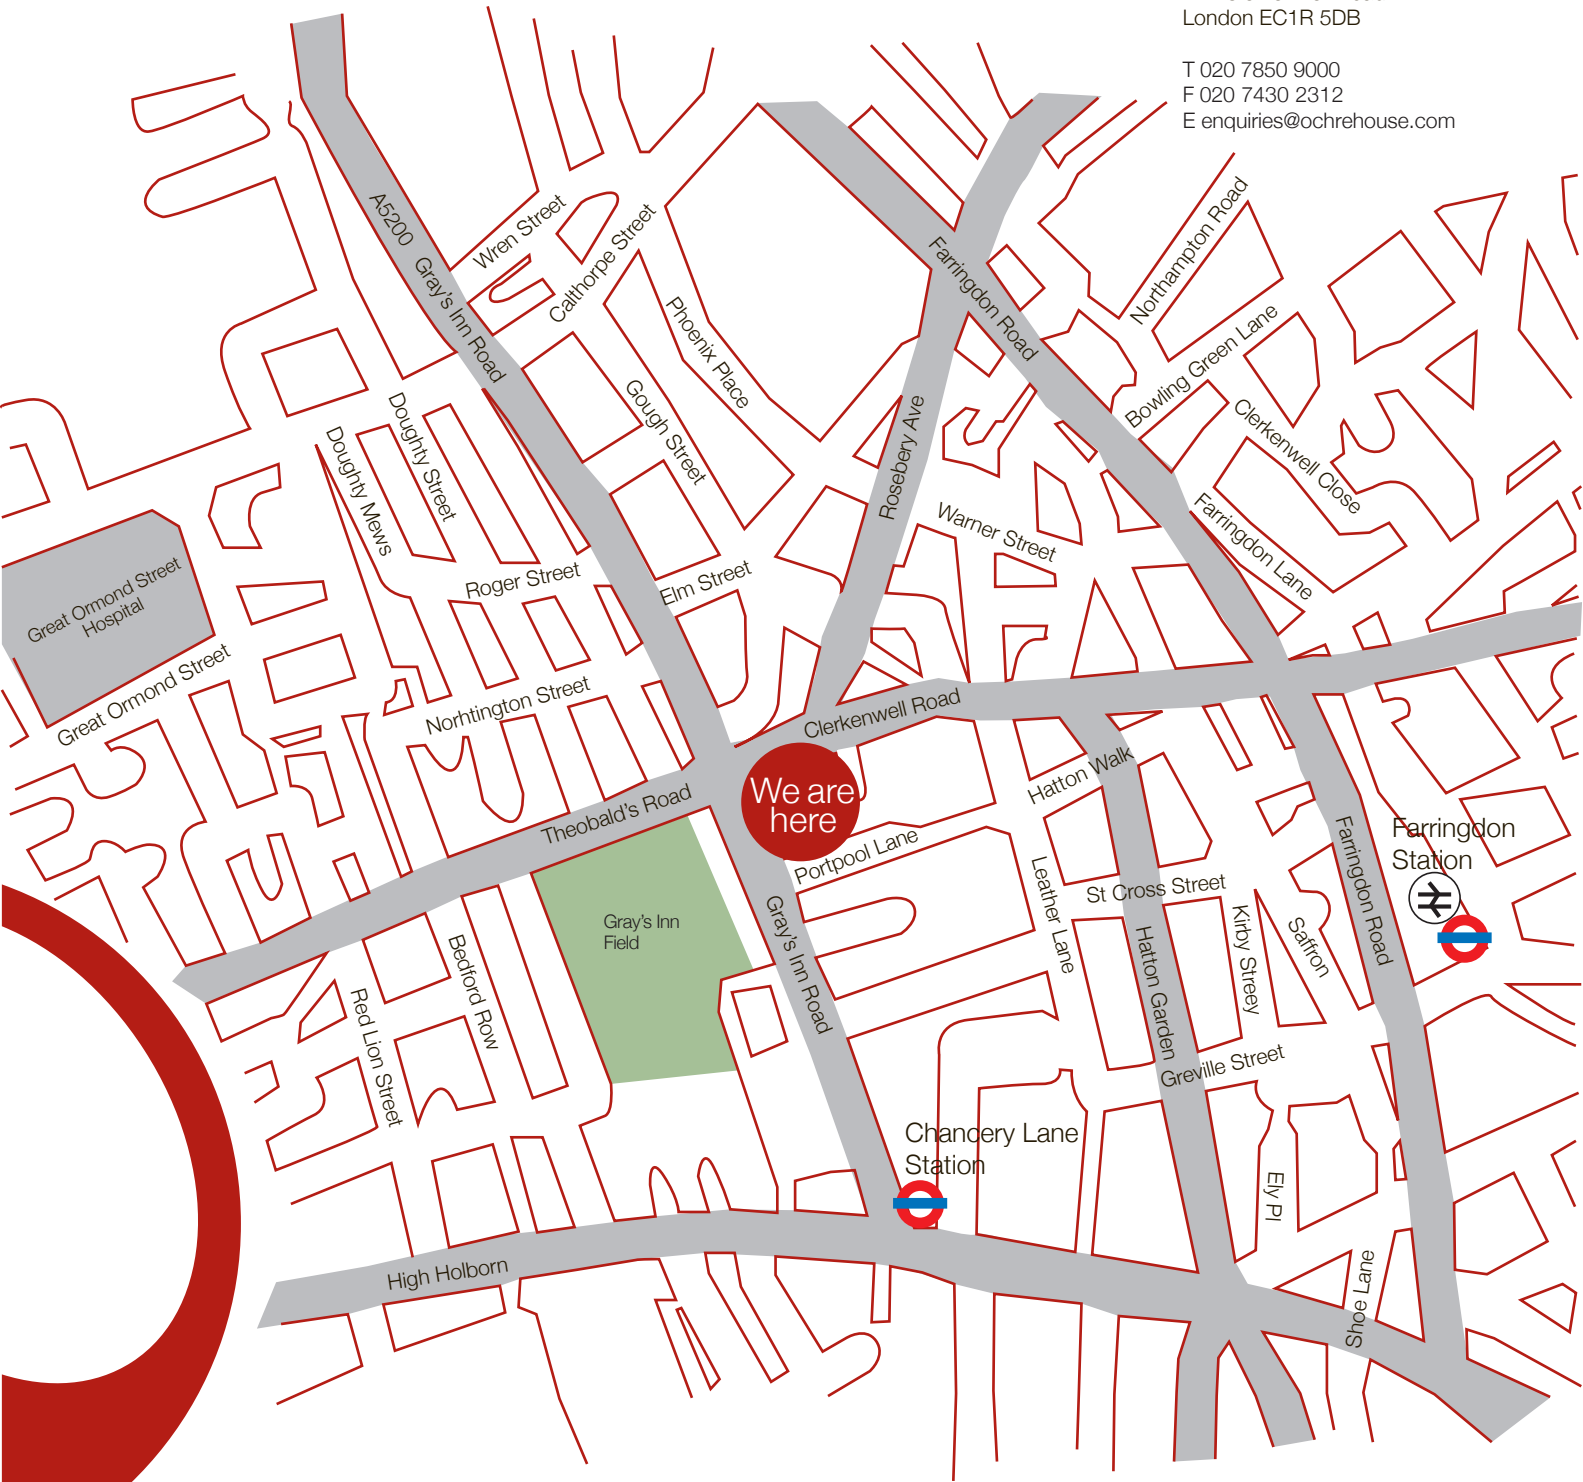 London EC1R 5DB
T 020 7850 9000
F 020 7430 2312
E enquiries@ochrehouse.com
A5200
Gray's Inn Road
Wren Street
Calthorpe Street
Phoenix Place
Gough Street
Farringdon Road
Northampton Road
Bowling Green Lane
Clerkenwell Close
Farringdon Lane
Rosebery Ave
Warner Street
Doughty Street
Doughty Mews
Roger Street
Elm Street
Great Ormond Street
Hospital
Great Ormond Street
Norhtington Street
Clerkenwell Road
We are
here
Theobald's Road
Hatton Walk
Portpool Lane
Farringdon
Station
Farringdon Road
Leather Lane
St Cross Street
Kirby Streey
Saffron
Gray's Inn
Field
Gray's Inn Road
Hatton Garden
Bedford Row
Red Lion Street
Greville Street
Chancery Lane
Station
Ely Pl
Shoe Lane
High Holborn